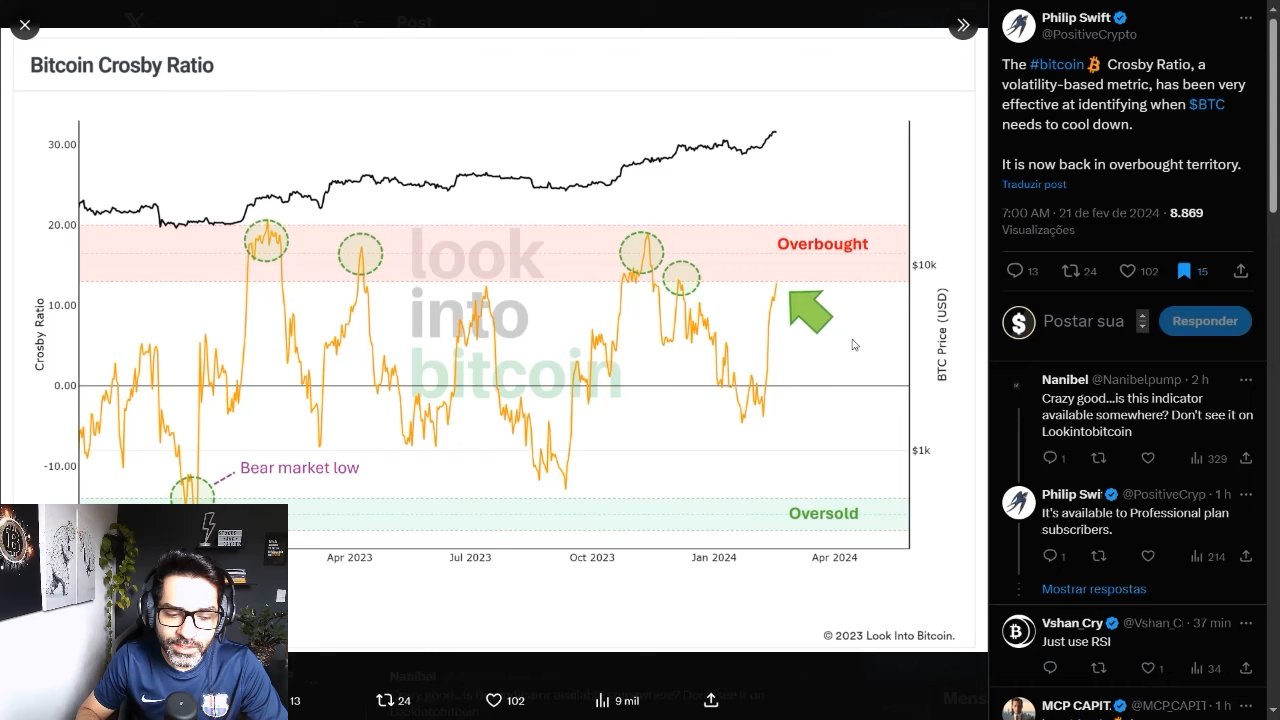 Post
Bitcoin Crosby Ratio
30.00
20.00
10.00
0.00
-10.00
Crosby Ratio
look
into
bitcoin
Overbought
Bear market low
Oversold
$10k
$1k
BTC Price (USD)
Apr 2023
Jul 2023
Oct 2023
Jan 2024
Apr 2024
© 2023 Look Into Bitcoin.
Nanibel
13
24
102
9 mil
Philip Swift
@PositiveCrypto
The #bitcoin Crosby Ratio, a
volatility-based metric, has been very
effective at identifying when $BTC
needs to cool down.
It is now back in overbought territory.
Traduzir post
7:00 AM · 21 de fev de 2024 · 8.869
Visualizações
13
24
102
15
Postar sua
Responder
Nanibel @Nanibelpump · 2 h
Crazy good...is this indicator
available somewhere? Don't see it on
Lookintobitcoin
1
329
Philip Swi @PositiveCryp · 1 h
It's available to Professional plan
subscribers.
1
214
Mostrar respostas
Vshan Cry @Vshan_C · 37 min
Just use RSI
1
34
MCP CAPIT. @MCP_CAPIT · 1 h